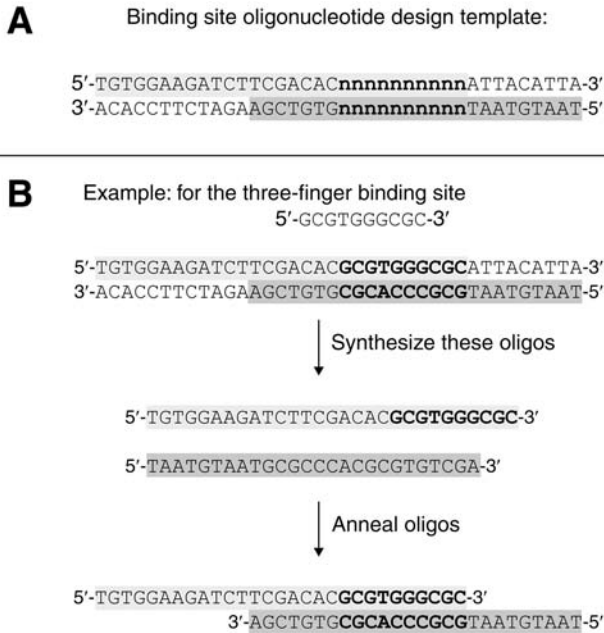 A
Binding site oligonucleotide design template:
5′-TGTGGAAGATCTTCGACACnnnnnnnnnnATTACATTA-3′
3′-ACACCTTCTAGAAGCTGTGnnnnnnnnnnTAATGTAAT-5′
B
Example: for the three-finger binding site
5′-GCGTGGGCGC-3′
5′-TGTGGAAGATCTTCGACACGCGTGGGCGCATTACATTA-3′
3′-ACACCTTCTAGAAGCTGTGCGCACCCGCGTAATGTAAT-5′
Synthesize these oligos
5′-TGTGGAAGATCTTCGACACGCGTGGGCGC-3′
5′-TAATGTAATGCGCCCACGCGTGTCGA-3′
Anneal oligos
5′-TGTGGAAGATCTTCGACACGCGTGGGCGC-3′
3′-AGCTGTGCGCACCCGCGTAATGTAAT-5′